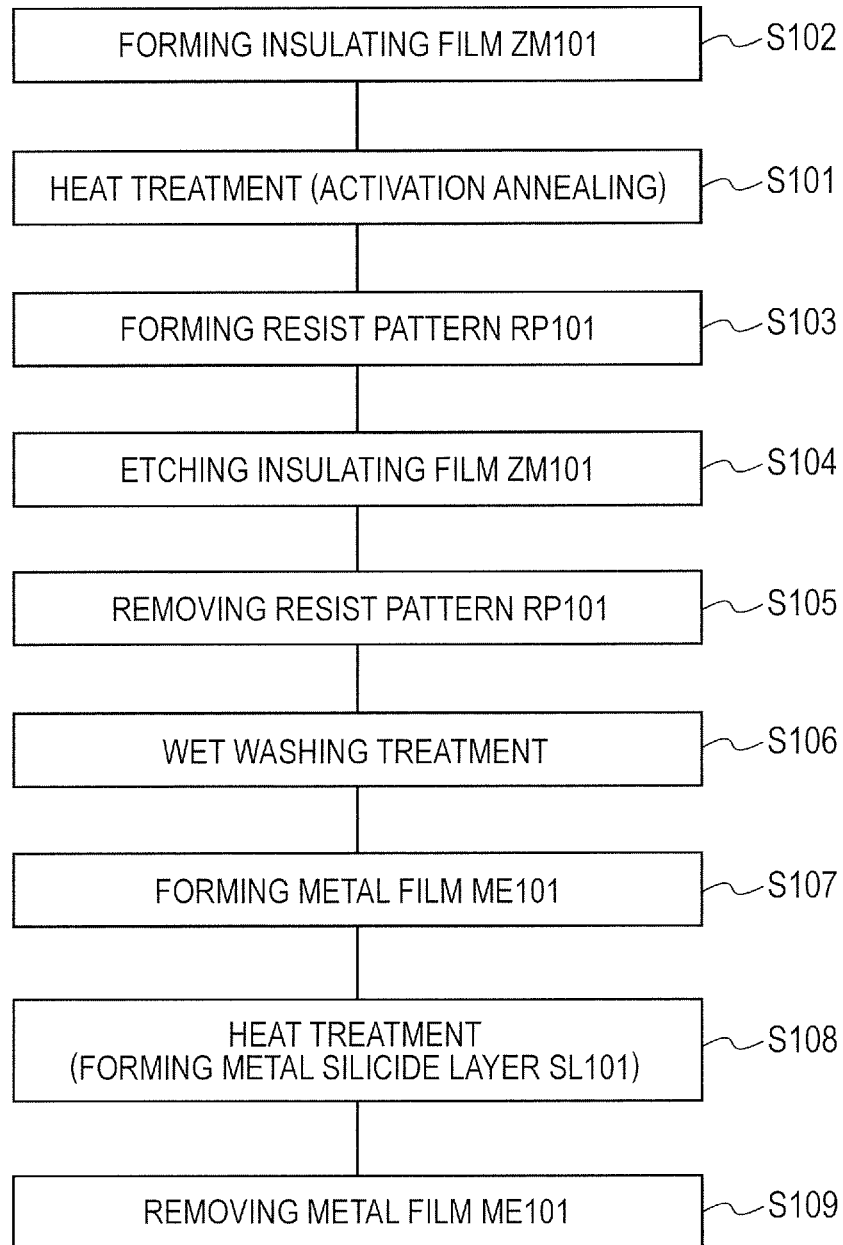 FORMING INSULATING FILM ZM101
S102
HEAT TREATMENT (ACTIVATION ANNEALING)
S101
FORMING RESIST PATTERN RP101
S103
ETCHING INSULATING FILM ZM101
S104
REMOVING RESIST PATTERN RP101
S105
WET WASHING TREATMENT
S106
FORMING METAL FILM ME101
S107
HEAT TREATMENT
(FORMING METAL SILICIDE LAYER SL101)
S108
REMOVING METAL FILM ME101
S109